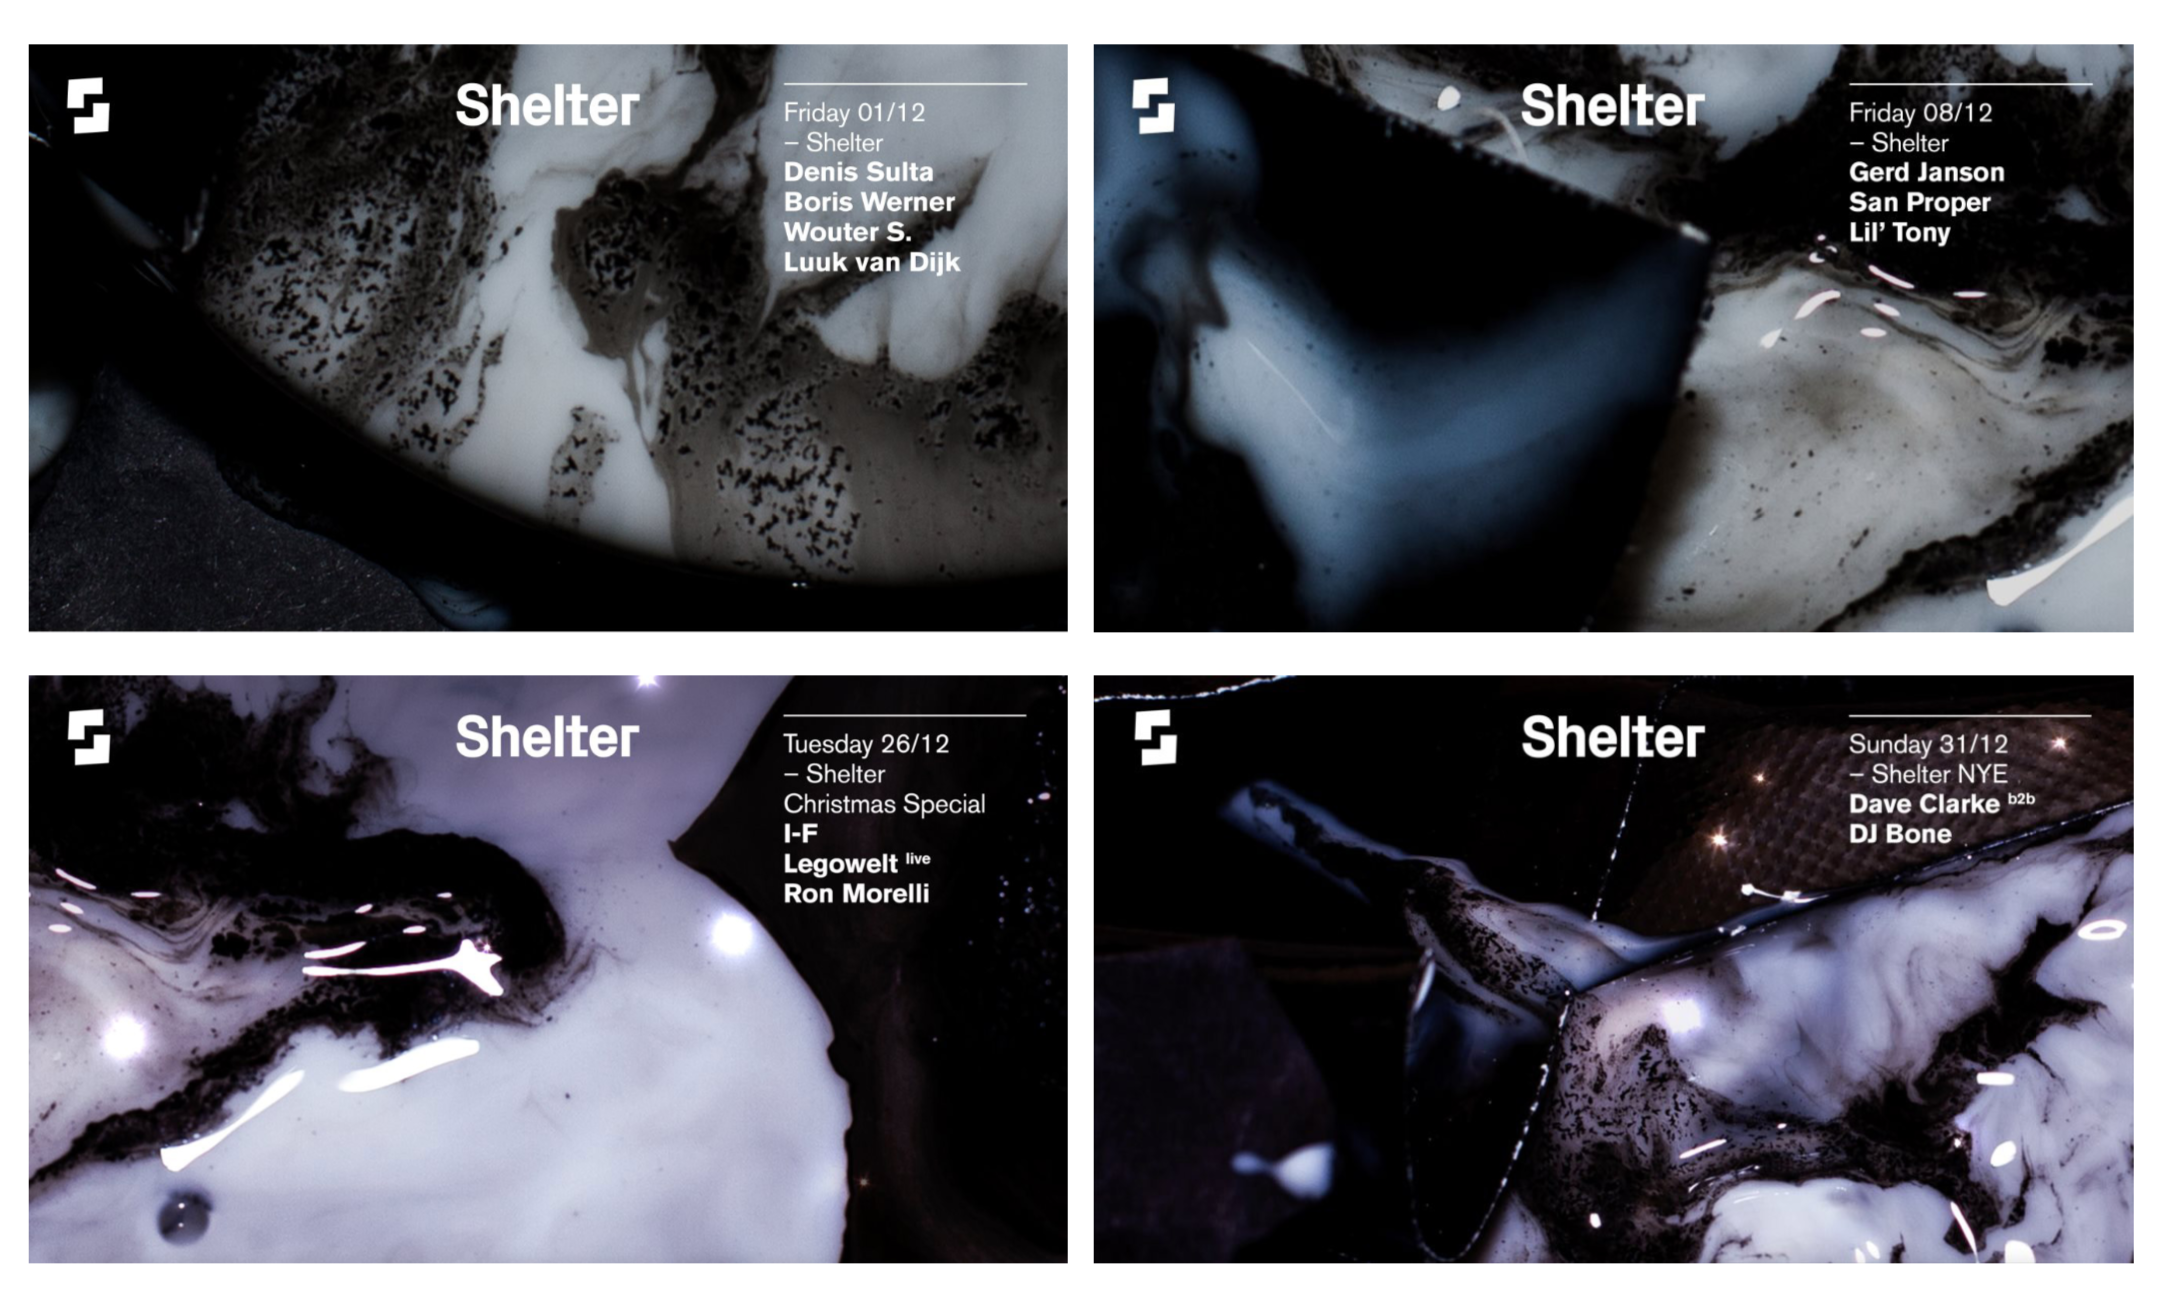 Shelter
Friday 01/12
– Shelter
Denis Sulta
Boris Werner
Wouter S.
Luuk van Dijk
Shelter
Friday 08/12
– Shelter
Gerd Janson
San Proper
Lil’ Tony
Shelter
Tuesday 26/12
– Shelter
Christmas Special
I-F
Legowelt live
Ron Morelli
Shelter
Sunday 31/12
– Shelter NYE
Dave Clarke b2b
DJ Bone